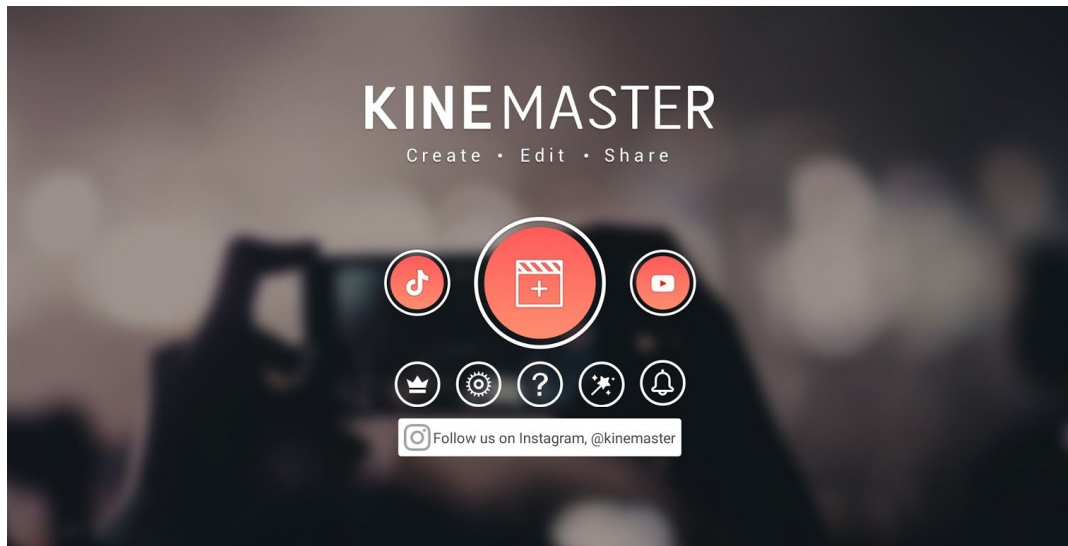 KINEMASTER
Create • Edit • Share
?
Follow us on Instagram, @kinemaster